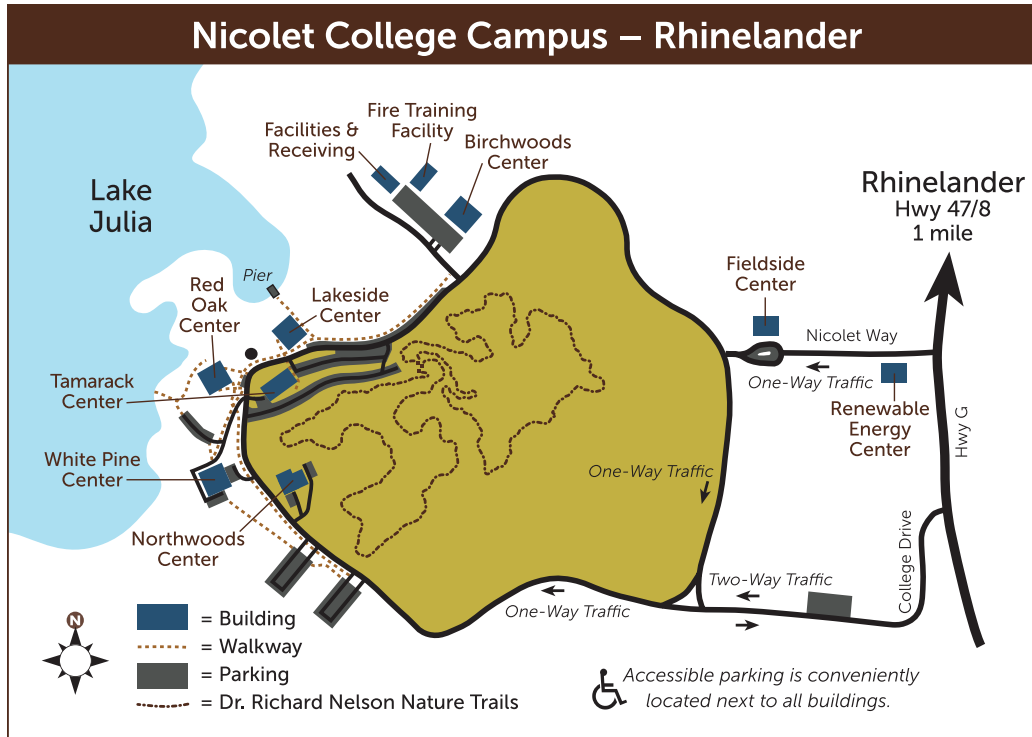 Nicolet College Campus – Rhinelander
Fire Training
Facility
Facilities &
Receiving
Birchwoods
Center
Lake
Julia
Rhinelander
Hwy 47/8
1 mile
Pier
Red
Oak
Center
Lakeside
Center
Fieldside
Center
Nicolet Way
One-Way Traffic
Tamarack
Center
Renewable
Energy
Center
Hwy G
White Pine
Center
One-Way Traffic
Northwoods
Center
College Drive
Two-Way Traffic
One-Way Traffic
N
= Building
= Walkway
= Parking
= Dr. Richard Nelson Nature Trails
Accessible parking is conveniently
located next to all buildings.